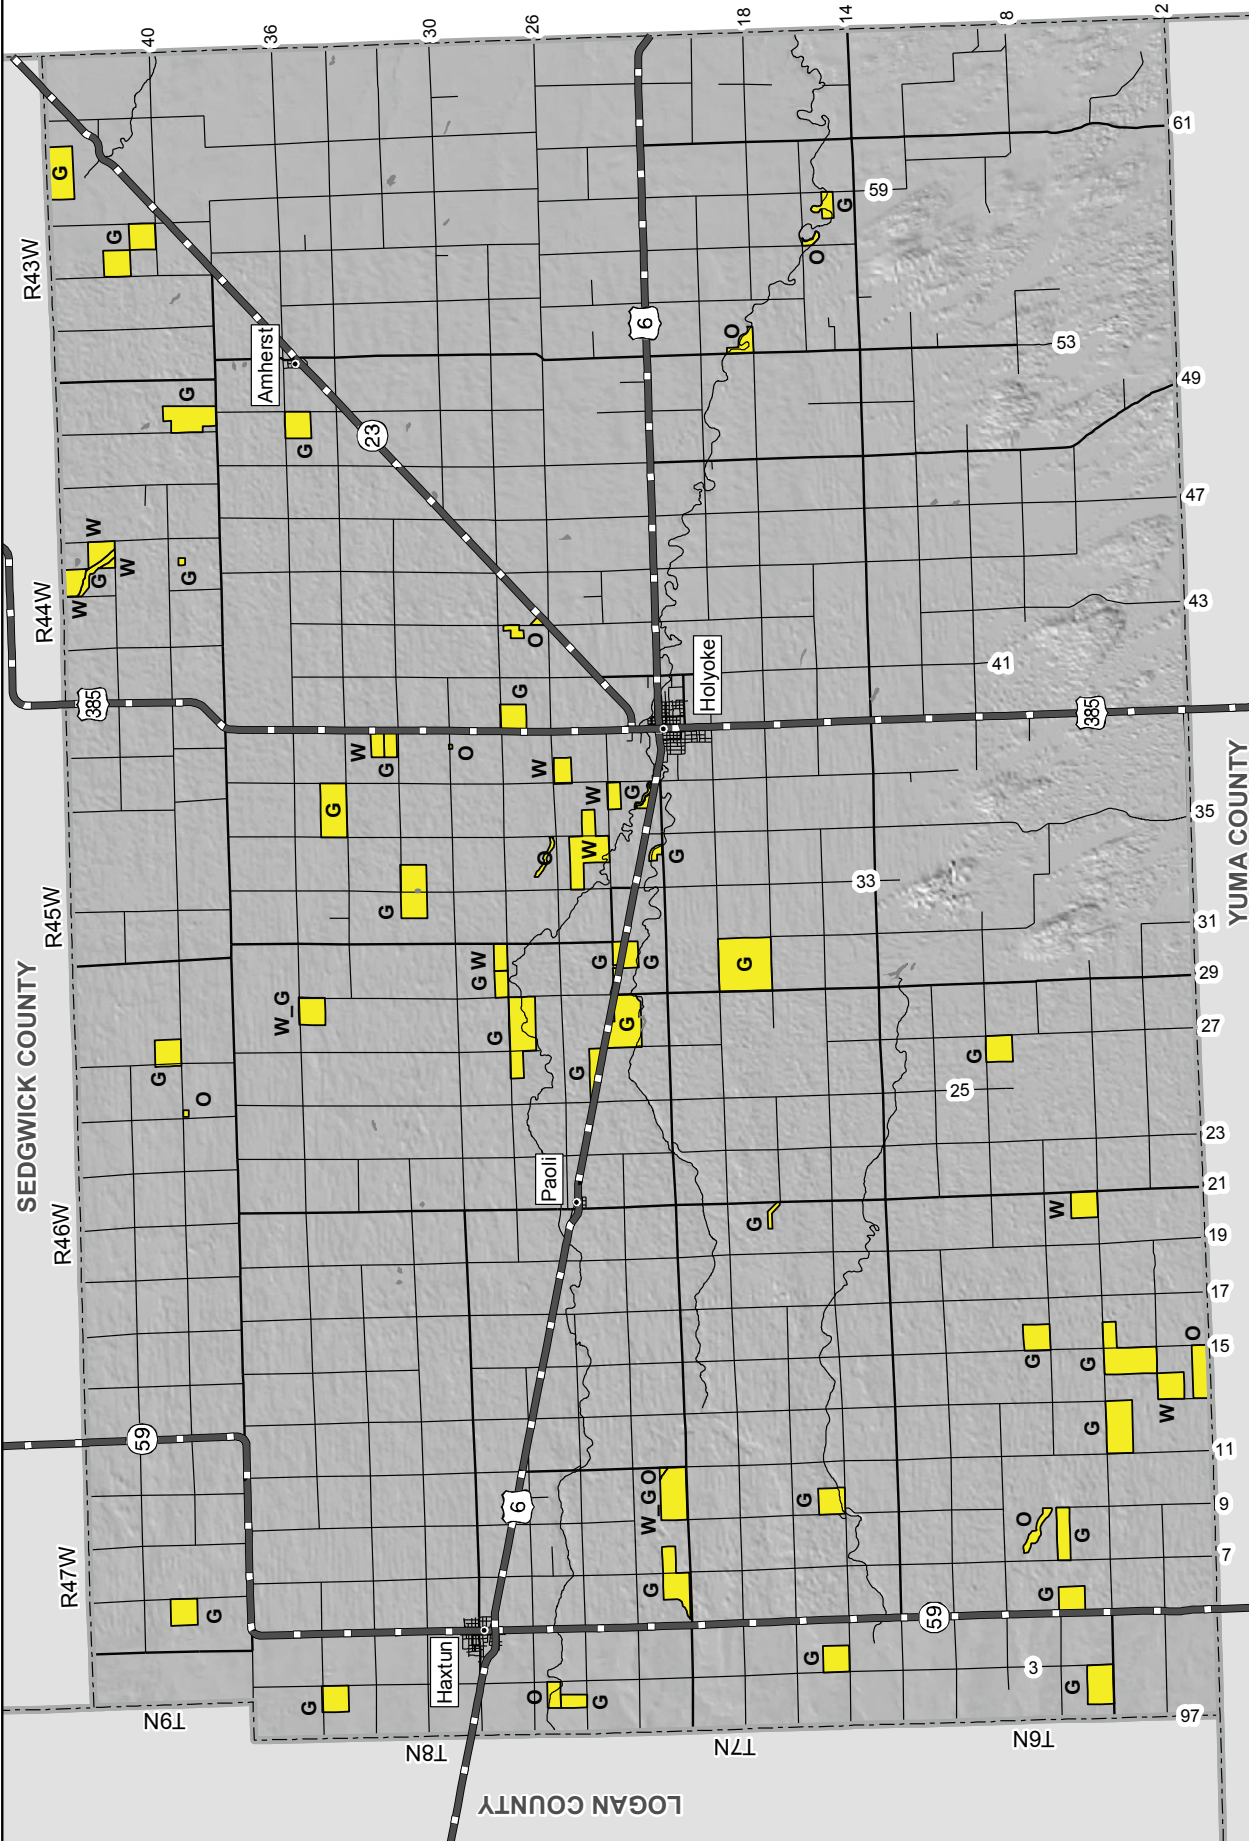 SEDGWICK COUNTY
R47W
R46W
R45W
R44W
R43W
G
W
G
W
W
385
G
59
40
T9N
G
G
O
G
G
G
Amherst
36
W_G
G
G
G
W
G
23
T8N
G
30
Haxtun
O
G
W
G
G
6
26
O
G
Paoli
W
O
LOGAN COUNTY
G
G
W
W
G
G
G
6
G
W_G O
G
G
Holyoke
T7N
G
G
O
18
O
G
G
14
33
59
59
25
G
41
8
O
G
T6N
3
G
G
W
53
G
G
G
385
W
O
97
7
9
11
15
17
19
21
23
27
29
31
35
43
47
49
61
2
YUMA COUNTY